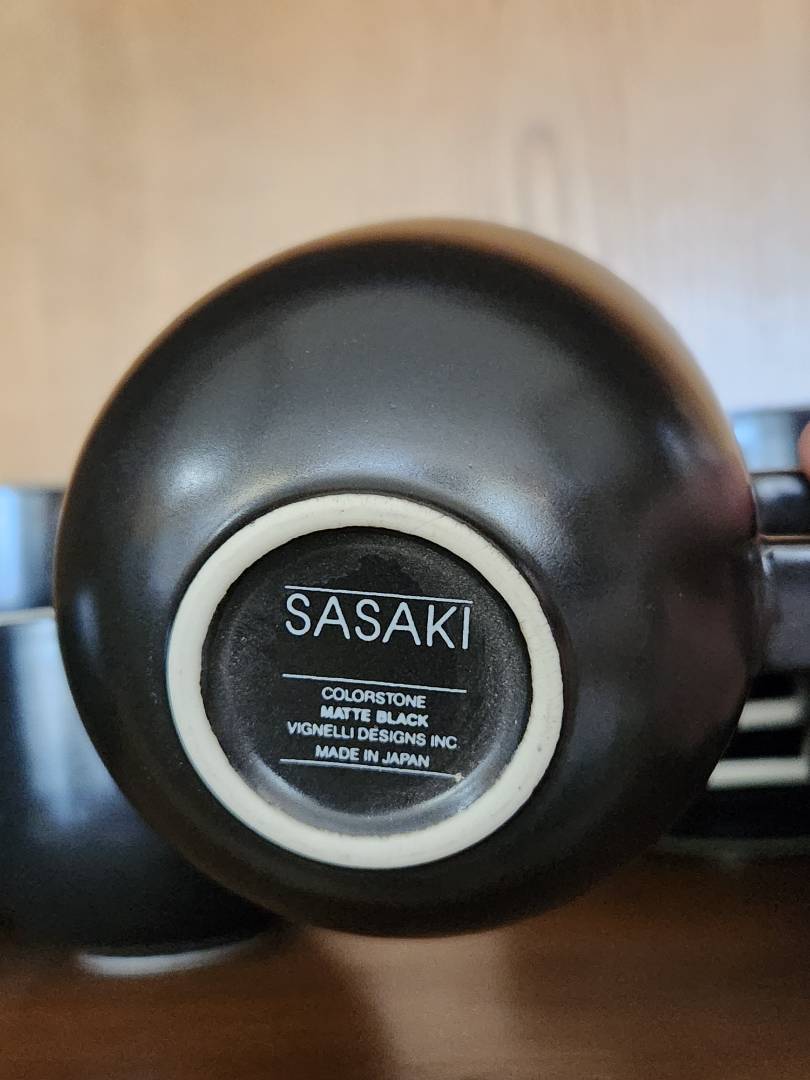 SASAKI
COLORSTONE
MATTE BLACK
VIGNELLI DESIGNS INC
MADE IN JAPAN